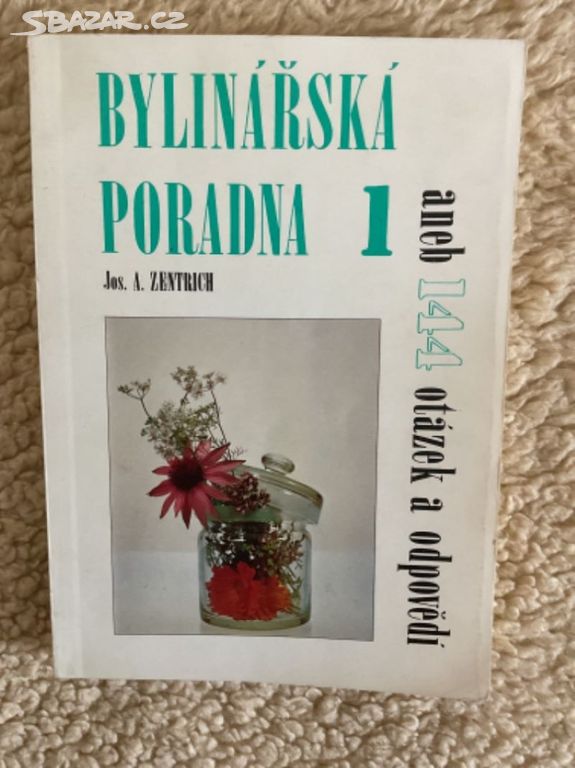 SBAZAR.CZ
BYLINÁŘSKÁ
PORADNA 1
Jos. A. ZENTRICH
aneb 144 otázek a odpovědí